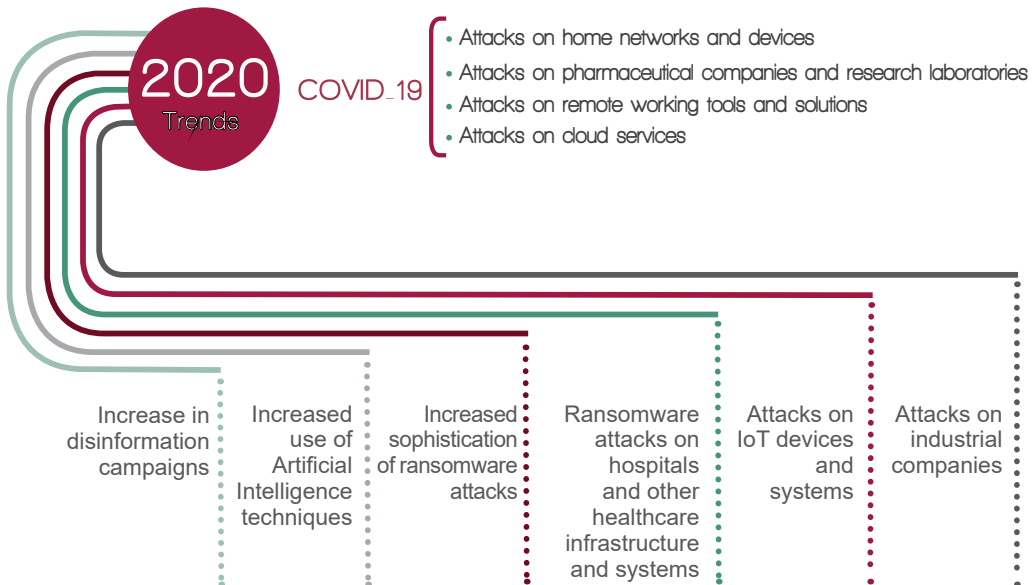 2020
Trends
COVID_19
• Attacks on home networks and devices
• Attacks on pharmaceutical companies and research laboratories
• Attacks on remote working tools and solutions
• Attacks on cloud services
Increase in
disinformation
campaigns
Increased
use of
Artificial
Intelligence
techniques
Increased
sophistication
of ransomware
attacks
Ransomware
attacks on
hospitals
and other
healthcare
infrastructure
and systems
Attacks on
IoT devices
and
systems
Attacks on
industrial
companies